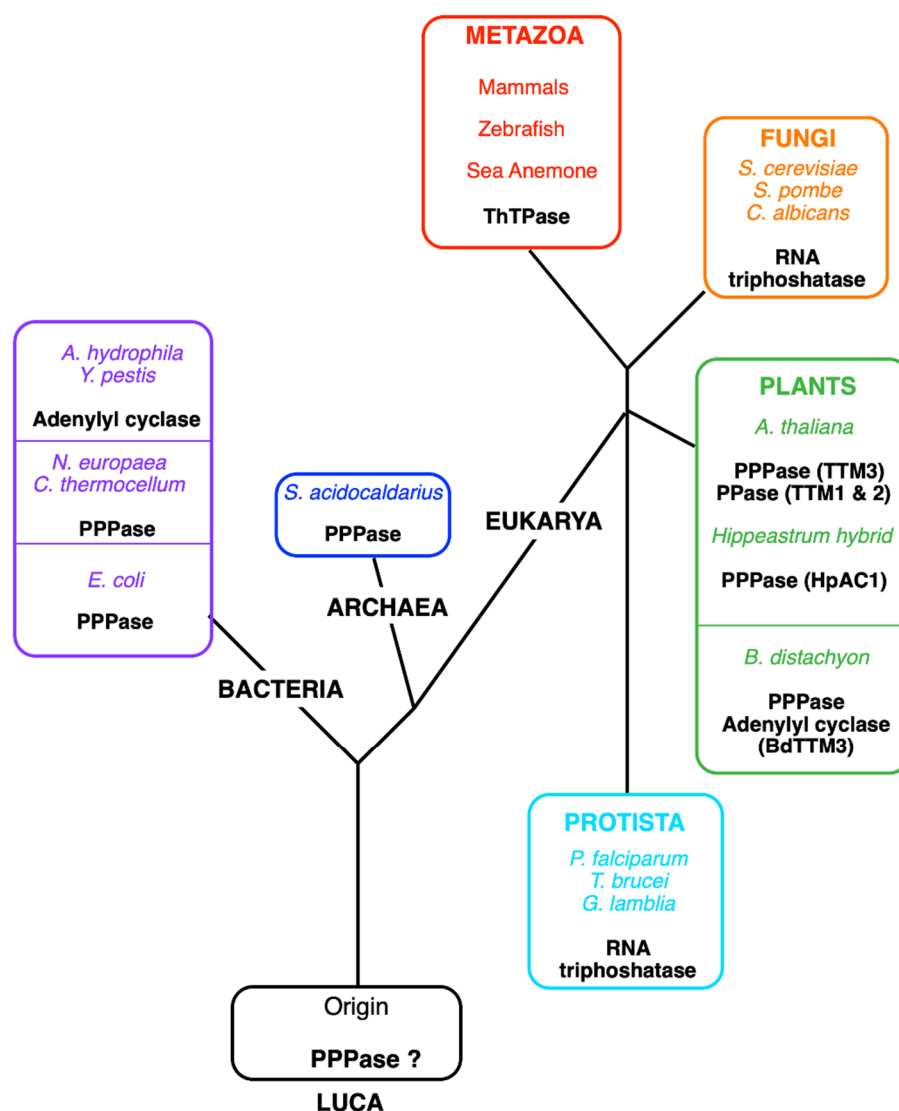 METAZOA
Mammals
Zebrafish
Sea Anemone
ThTPase
FUNGI
S. cerevisiae
S. pombe
C. albicans
RNA
triphoshatase
A. hydrophila
Y. pestis
Adenylyl cyclase
N. europaea
C. thermocellum
PPPase
E. coli
PPPase
BACTERIA
S. acidocaldarius
PPPase
ARCHAEA
EUKARYA
PLANTS
A. thaliana
PPPase (TTM3)
PPase (TTM1 & 2)
Hippeastrum hybrid
PPPase (HpAC1)
B. distachyon
PPPase
Adenylyl cyclase
(BdTTM3)
PROTISTA
P. falciparum
T. brucei
G. lamblia
RNA
triphoshatase
Origin
PPPase ?
LUCA